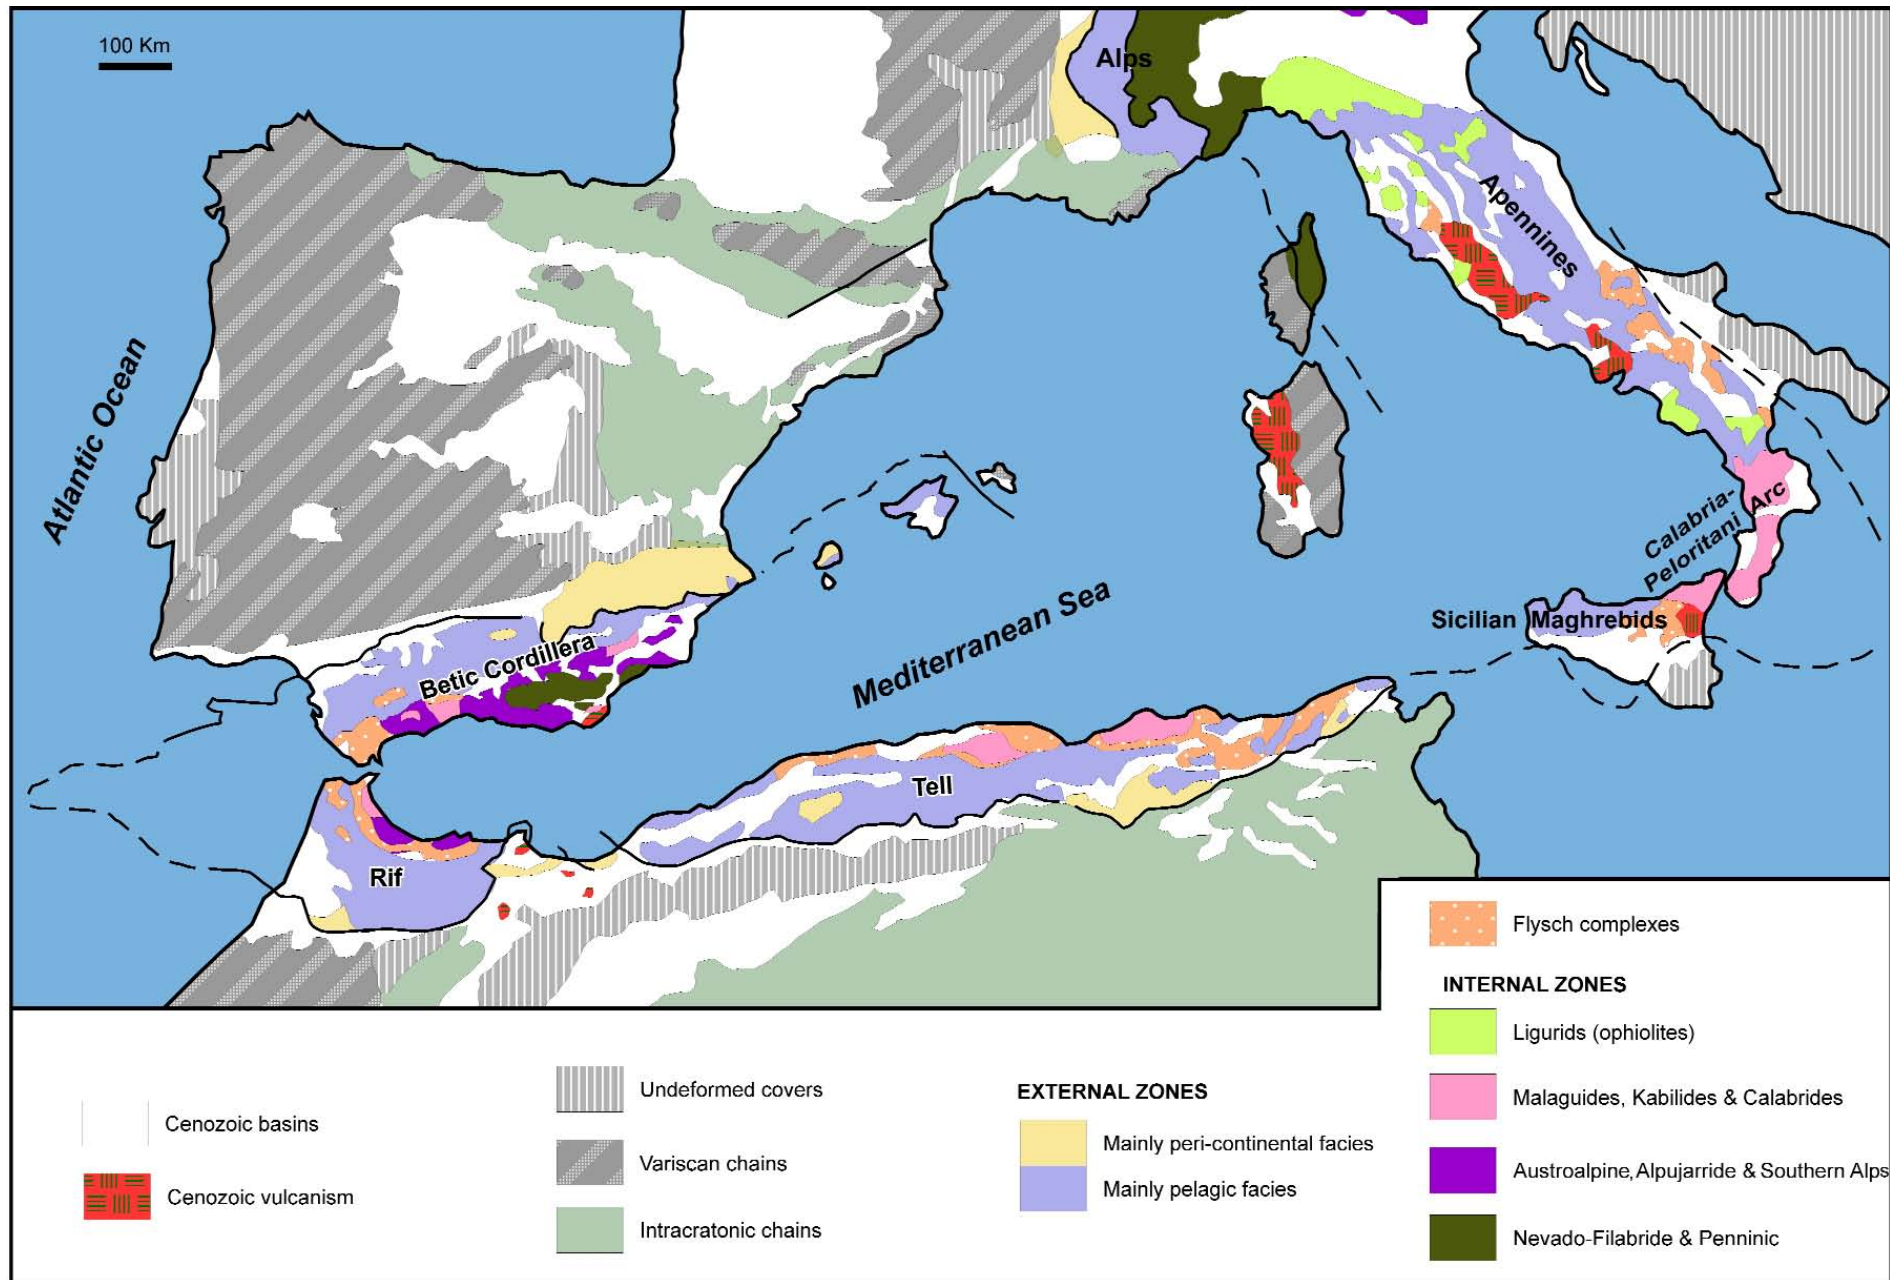 100 Km
Alps
Apennines
Atlantic Ocean
Calabria-
Peloritani Arc
Mediterranean Sea
Sicilian Maghrebids
Betic Cordillera
Tell
Rif
Cenozoic basins
Cenozoic vulcanism
Undeformed covers
Variscan chains
Intracratonic chains
EXTERNAL ZONES
Mainly peri-continental facies
Mainly pelagic facies
Flysch complexes
INTERNAL ZONES
Ligurids (ophiolites)
Malaguides, Kabilides & Calabrides
Austroalpine, Alpujarride & Southern Alps
Nevado-Filabride & Penninic